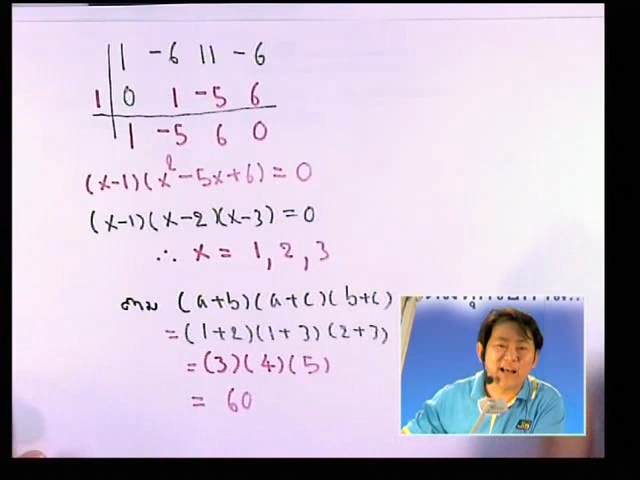 1 -6 11 -6
1 0 1 -5 6
1 -5 6 0
(x-1)(x²-5x+6) = 0
(x-1)(x-2)(x-3) = 0
∴ x = 1, 2, 3
ถาม (a+b)(a+c)(b+c)
= (1+2)(1+3)(2+3)
= (3)(4)(5)
= 60